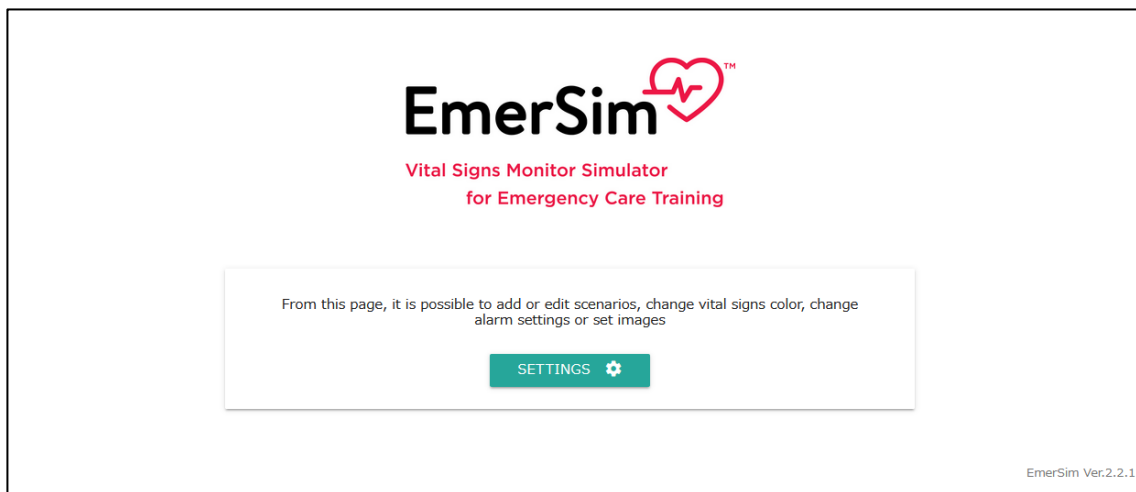 EmerSim™
Vital Signs Monitor Simulator
for Emergency Care Training
From this page, it is possible to add or edit scenarios, change vital signs color, change
alarm settings or set images
SETTINGS
EmerSim Ver.2.2.1